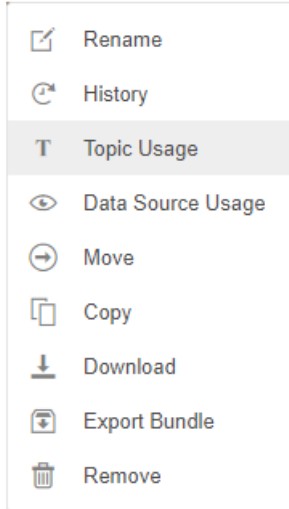 Rename
History
T Topic Usage
Data Source Usage
Move
Copy
Download
Export Bundle
Remove